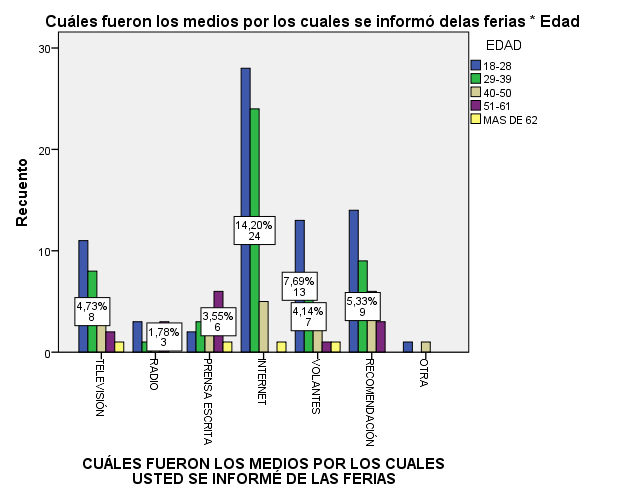 Cuáles fueron los medios por los cuales se informó delas ferias * Edad
EDAD
18-28
29-39
40-50
51-61
MAS DE 62
Recuento
30
20
10
0
4,73%
8
1,78%
3
3,55%
6
14,20%
24
7,69%
13
4,14%
7
5,33%
9
TELEVISIÓN
RADIO
PRENSA ESCRITA
INTERNET
VOLANTES
RECOMENDACIÓN
OTRA
CUÁLES FUERON LOS MEDIOS POR LOS CUALES
USTED SE INFORMÉ DE LAS FERIAS